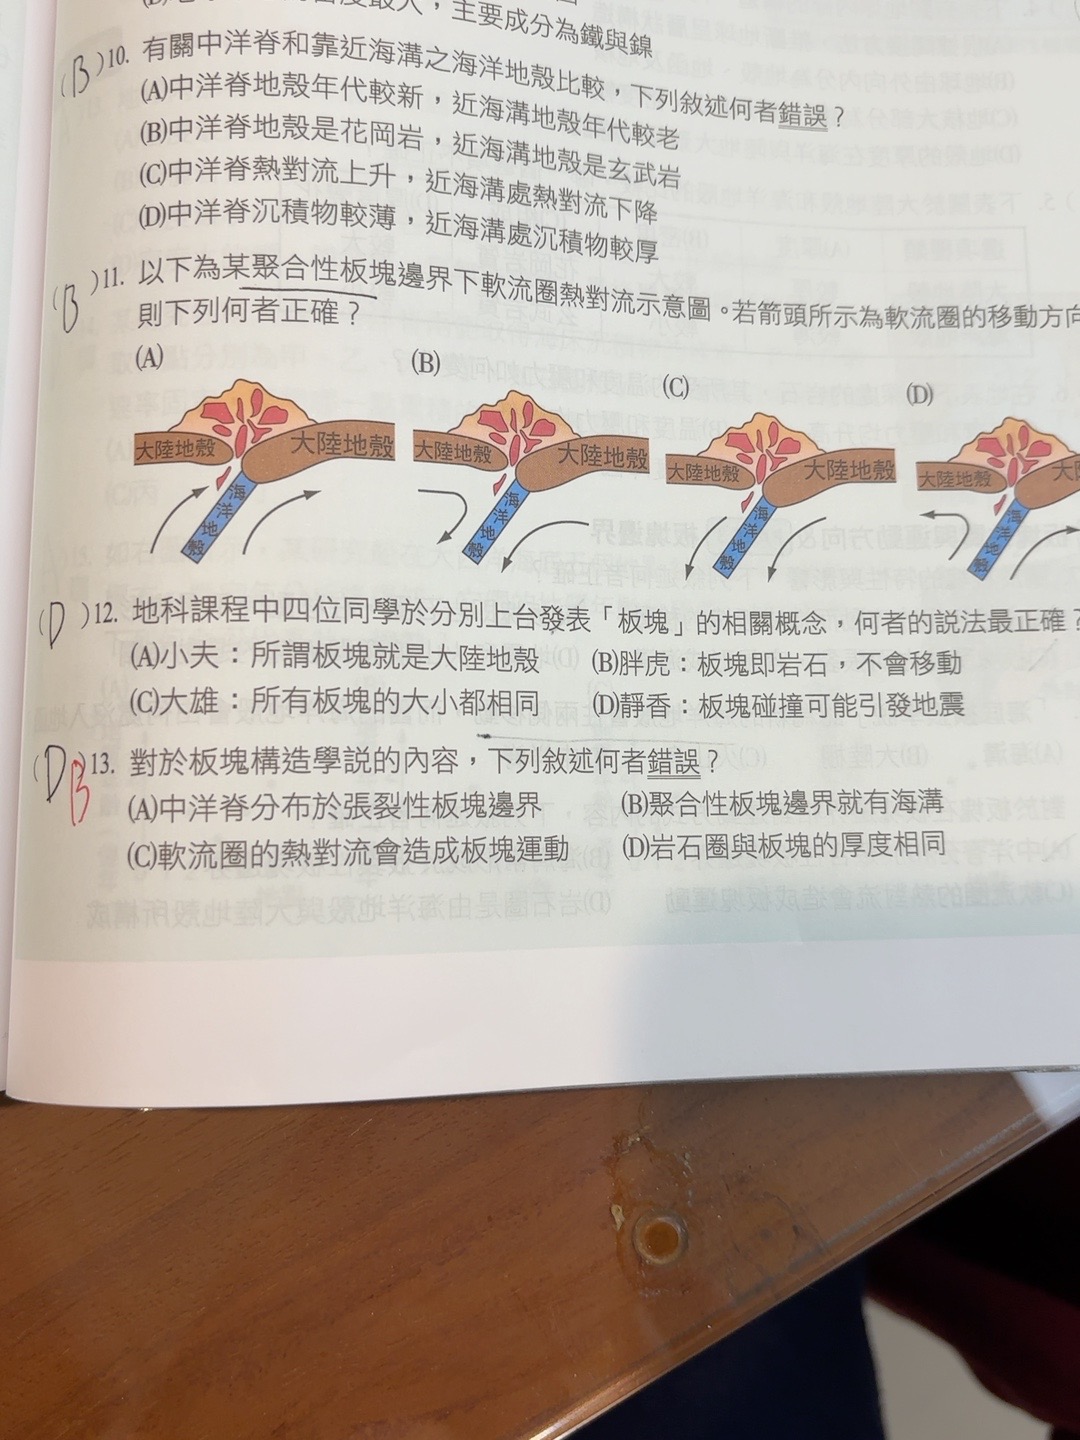 度最大，主要成分為鐵與鎳
(B)10. 有關中洋脊和靠近海溝之海洋地殼比較，下列敘述何者錯誤？
(A)中洋脊地殼年代較新，近海溝地殼年代較老
(B)中洋脊地殼是花岡岩，近海溝地殼是玄武岩
(C)中洋脊熱對流上升，近海溝處熱對流下降
(D)中洋脊沉積物較薄，近海溝處沉積物較厚
(B)11. 以下為某聚合性板塊邊界下軟流圈熱對流示意圖。若箭頭所示為軟流圈的移動方向
則下列何者正確？
(A) (B) (C) (D)
大陸地殼 大陸地殼 大陸地殼 大陸地殼 大陸地殼 大陸地殼 大陸地殼 大陸
海洋地殼 海洋地殼 海洋地殼 海洋地殼
(D)12. 地科課程中四位同學於分別上台發表「板塊」的相關概念，何者的說法最正確？
(A)小夫：所謂板塊就是大陸地殼 (B)胖虎：板塊即岩石，不會移動
(C)大雄：所有板塊的大小都相同 (D)靜香：板塊碰撞可能引發地震
(D B)13. 對於板塊構造學說的內容，下列敘述何者錯誤？
(A)中洋脊分布於張裂性板塊邊界 (B)聚合性板塊邊界就有海溝
(C)軟流圈的熱對流會造成板塊運動 (D)岩石圈與板塊的厚度相同